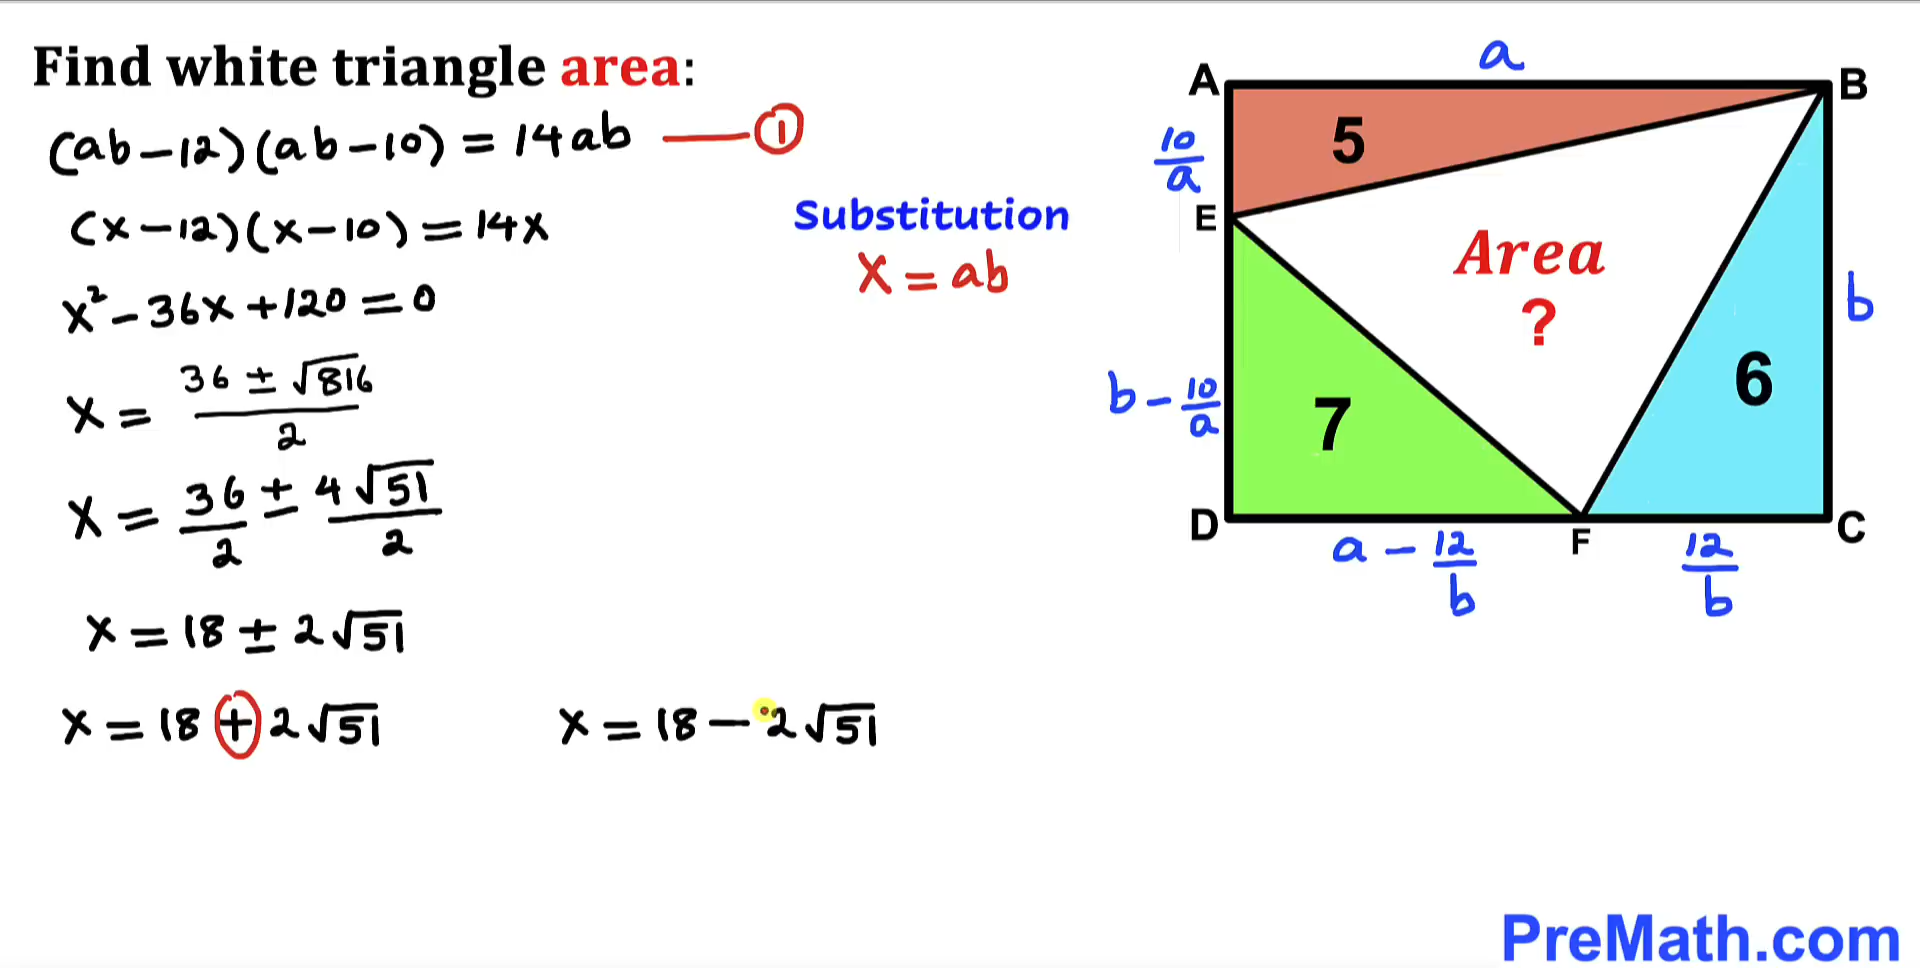 Find white triangle area:
(ab-12)(ab-10) = 14ab —— ①
(x-12)(x-10) = 14x
Substitution
x = ab
x² - 36x + 120 = 0
x = 36 ± √816 / 2
x = 36/2 ± 4√51 / 2
x = 18 ± 2√51
x = 18 + 2√51
x = 18 - 2√51
a
A
B
10/a
5
E
Area
?
b
b - 10/a
7
6
D
F
C
a - 12/b
12/b
PreMath.com